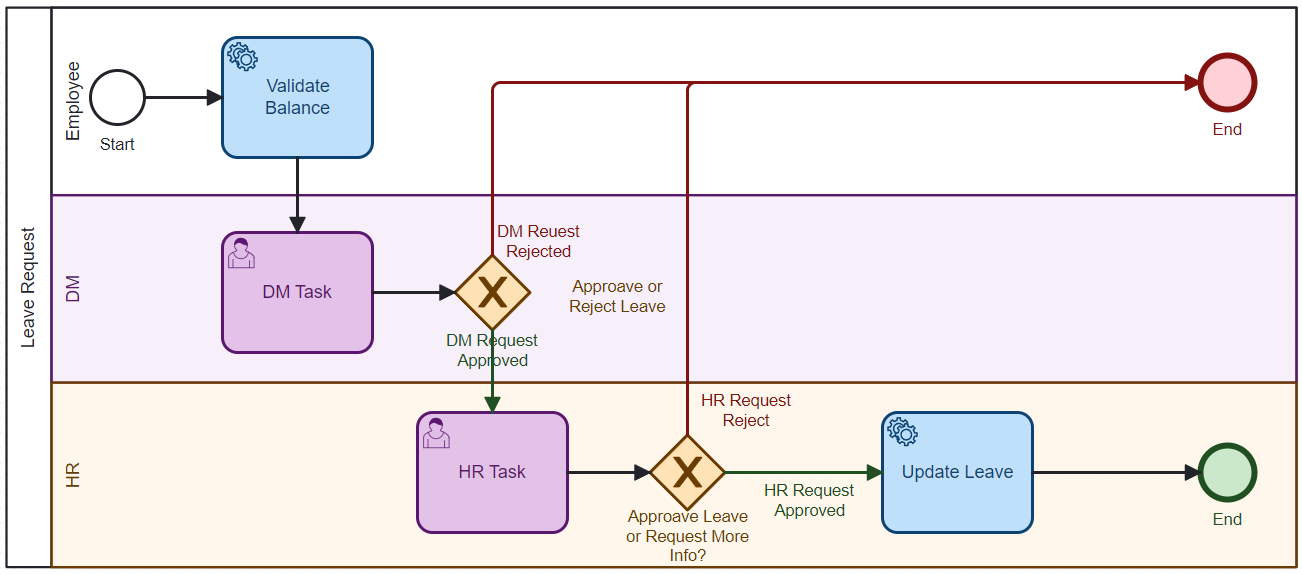 Leave Request
Employee
Start
Validate
Balance
End
DM
DM Task
DM Reuest
Rejected
Approave or
Reject Leave
DM Request
Approved
HR
HR Task
HR Request
Reject
X
X
Approave Leave
or Request More
Info?
HR Request
Approved
Update Leave
End